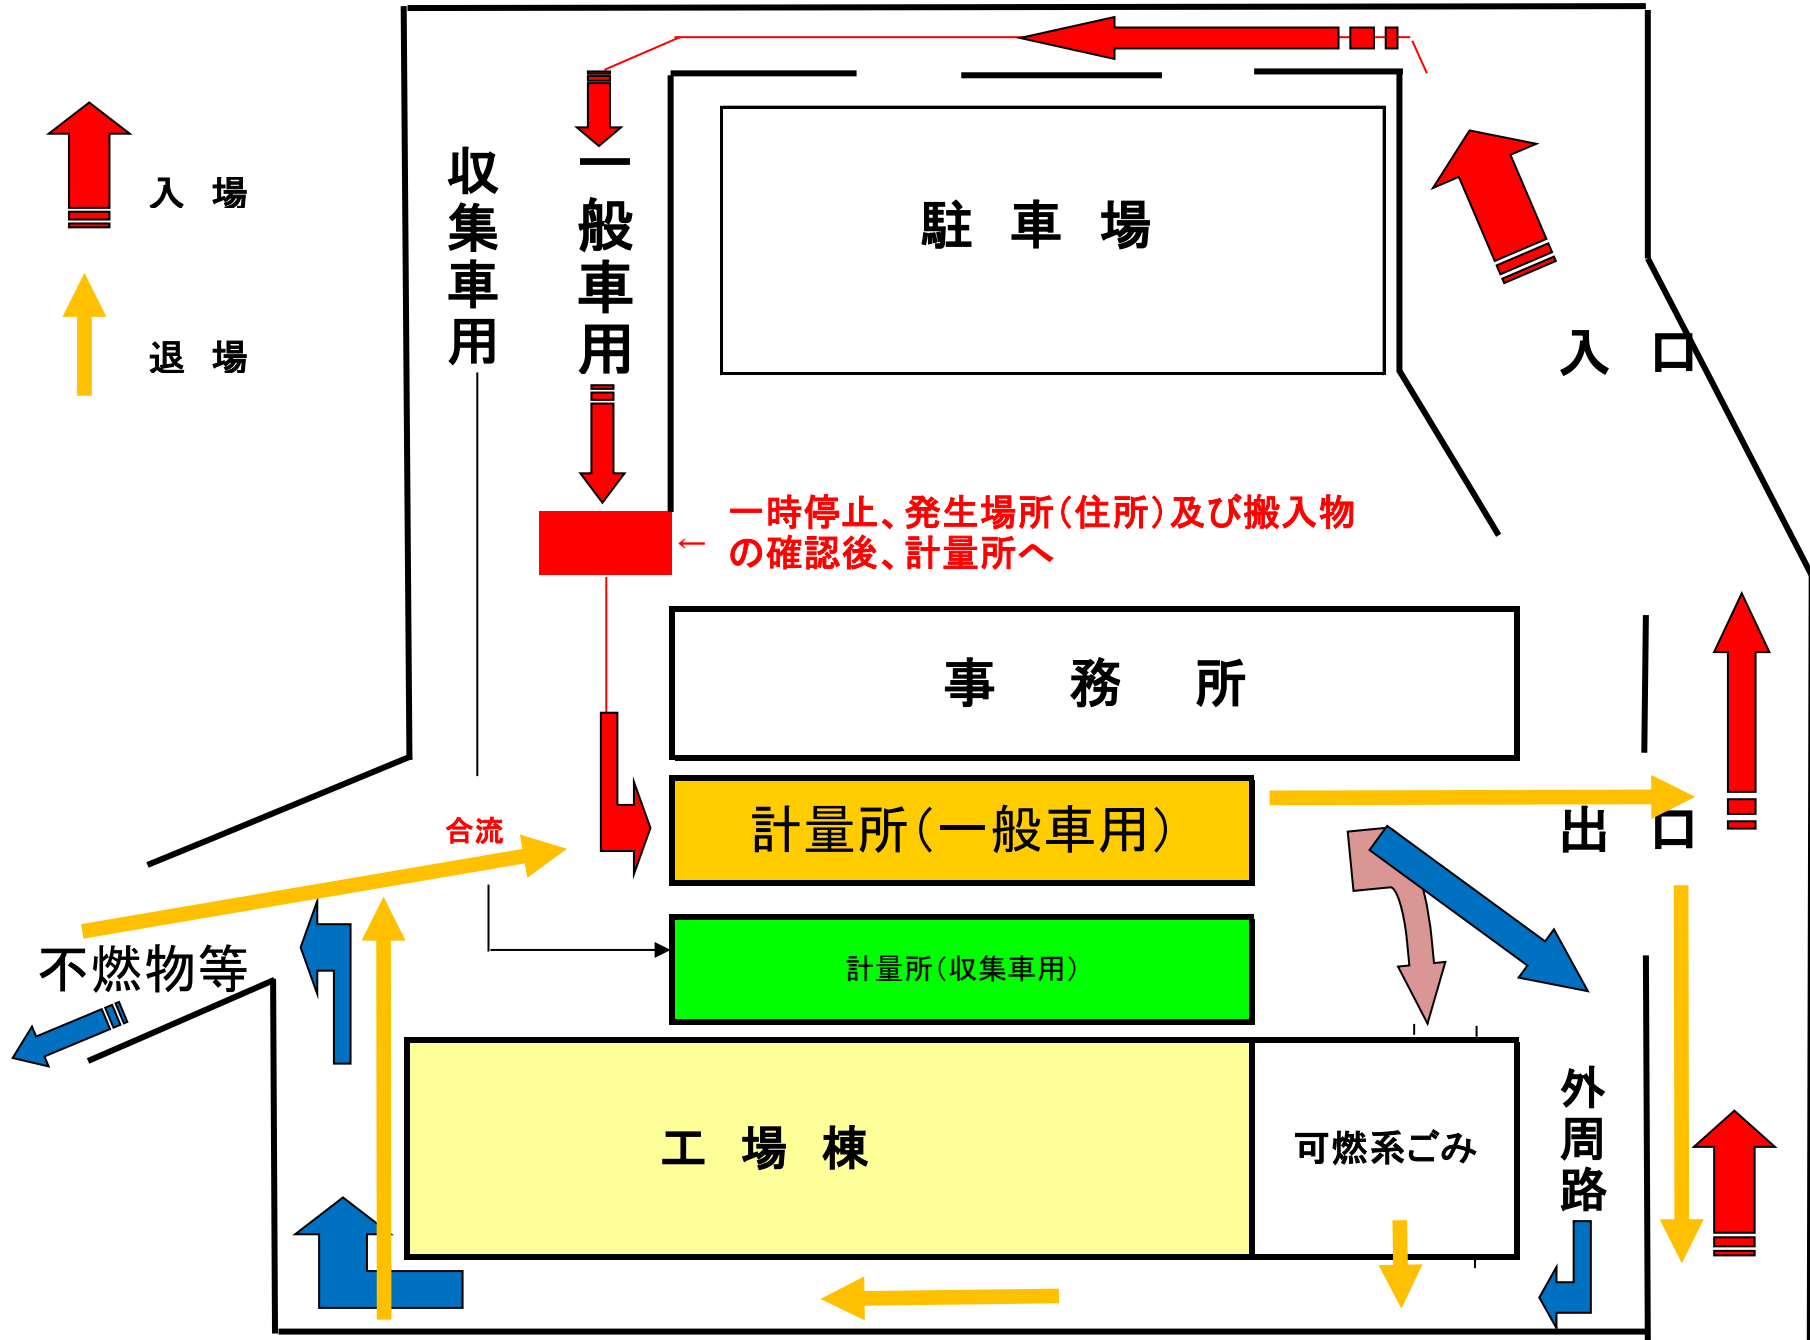 入 場
退 場
収集車用
一般車用
駐 車 場
入 口
←
一時停止、発生場所(住所)及び搬入物
の確認後、計量所へ
事 務 所
計量所(一般車用)
合流
出 口
不燃物等
計量所(収集車用)
工 場 棟
可燃系ごみ
外周路